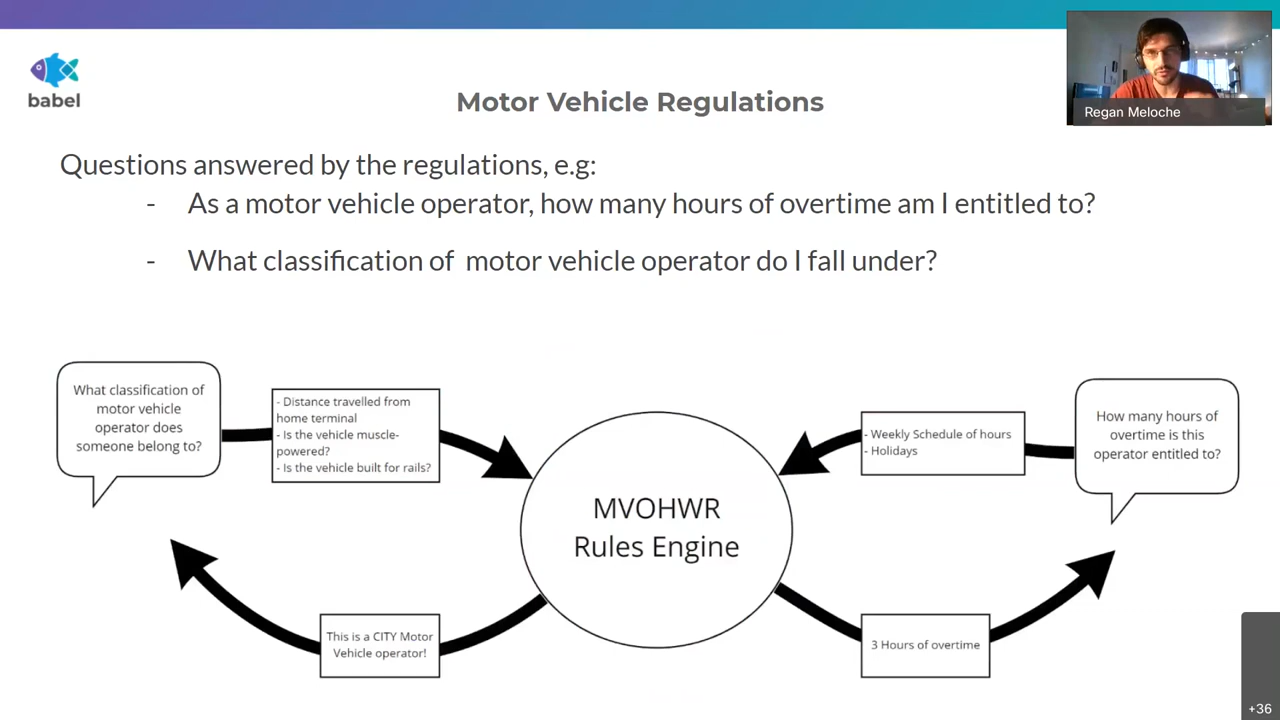 babel
Motor Vehicle Regulations
Regan Meloche
Questions answered by the regulations, e.g:
- As a motor vehicle operator, how many hours of overtime am I entitled to?
- What classification of motor vehicle operator do I fall under?
What classification of
motor vehicle
operator does
someone belong to?
- Distance travelled from
home terminal
- Is the vehicle muscle-
powered?
- Is the vehicle built for rails?
MVOHWR
Rules Engine
- Weekly Schedule of hours
- Holidays
How many hours of
overtime is this
operator entitled to?
This is a CITY Motor
Vehicle operator!
3 Hours of overtime
+36